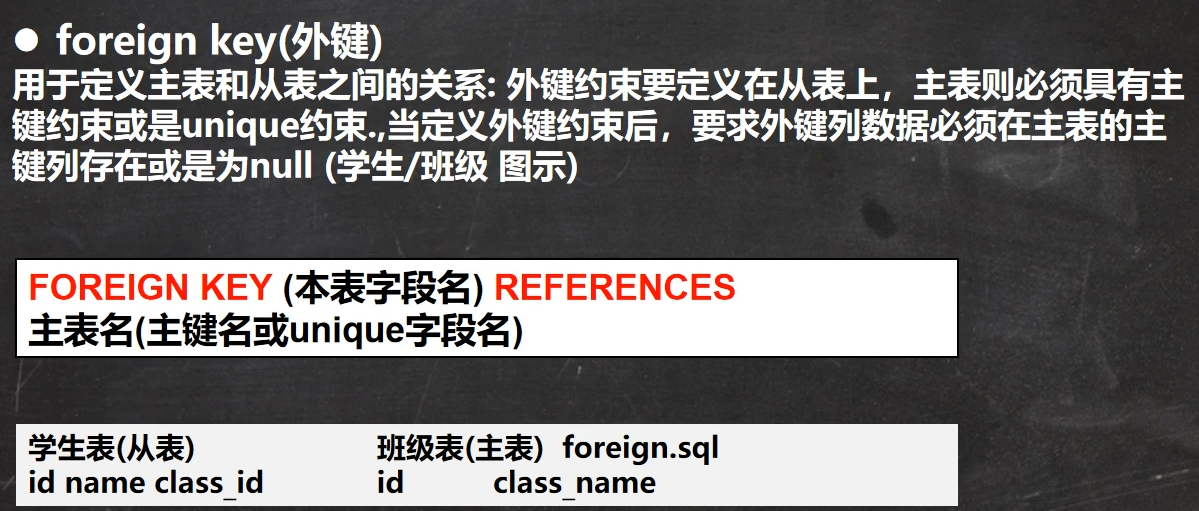 ● foreign key(外键)
用于定义主表和从表之间的关系: 外键约束要定义在从表上，主表则必须具有主
键约束或是unique约束.,当定义外键约束后，要求外键列数据必须在主表的主
键列存在或是为null (学生/班级 图示)
FOREIGN KEY (本表字段名) REFERENCES
主表名(主键名或unique字段名)
学生表(从表) 班级表(主表) foreign.sql
id name class_id id class_name